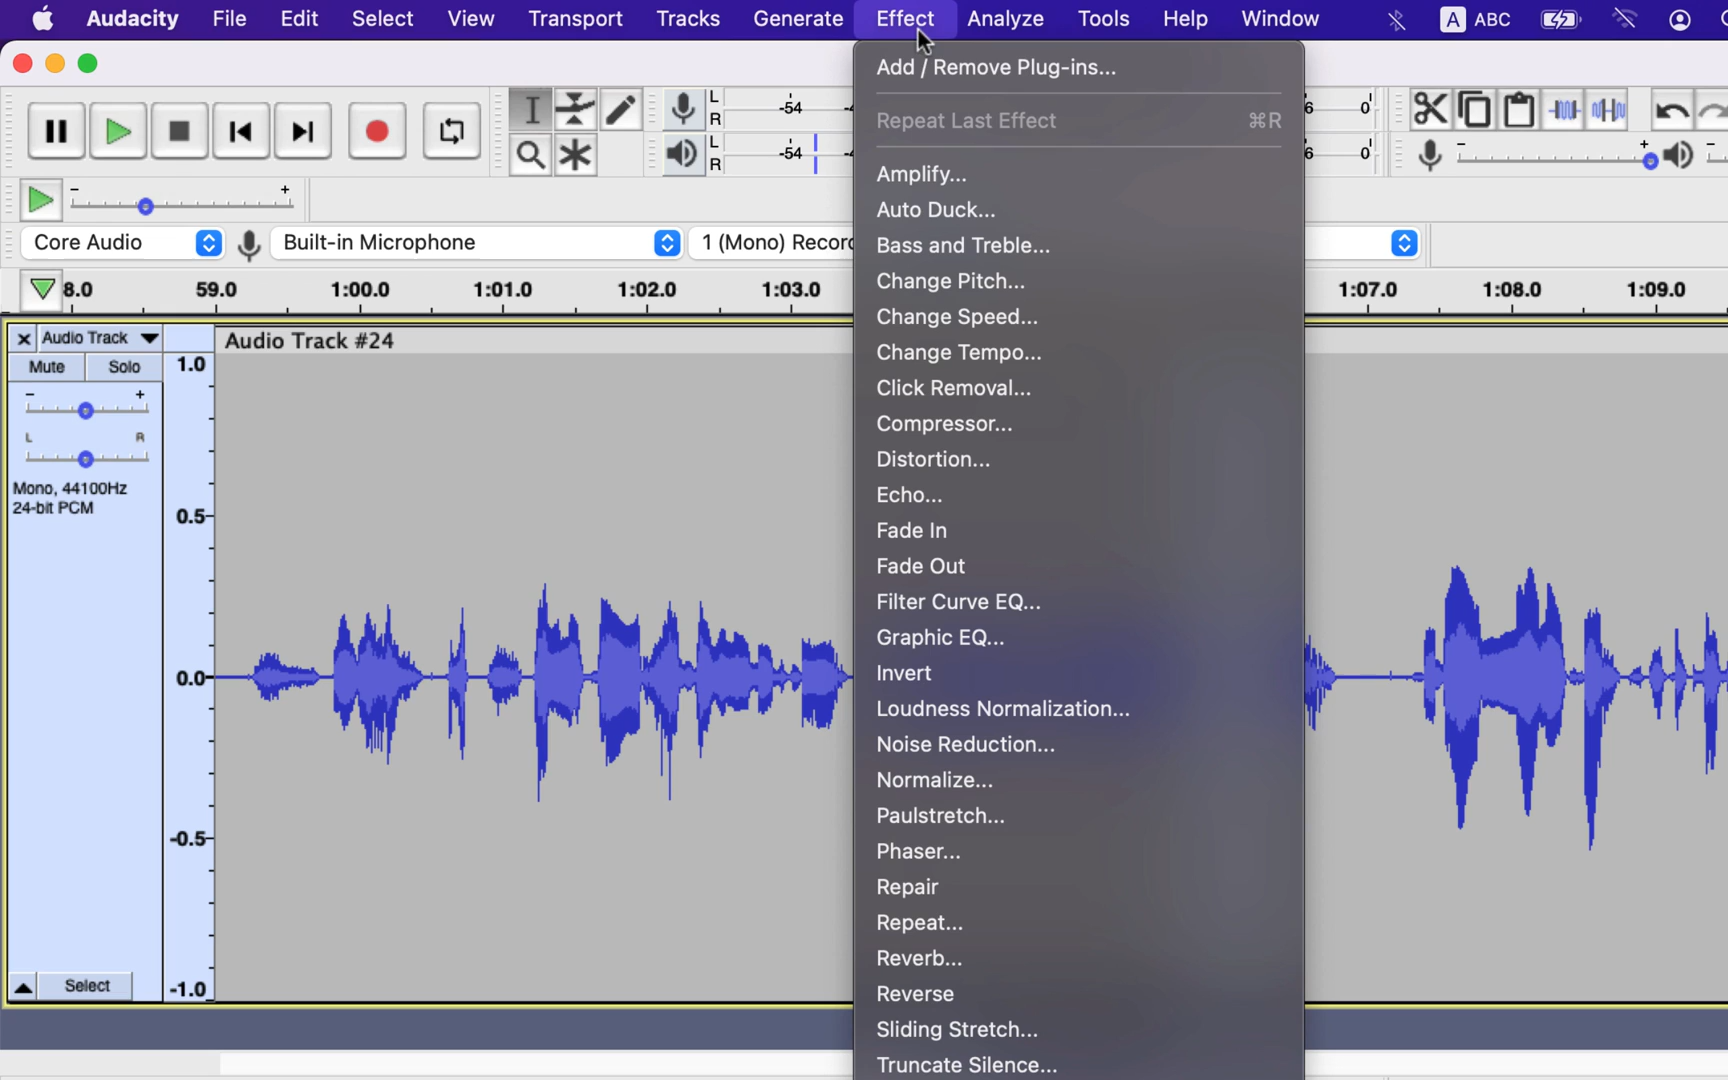 Audacity File Edit Select View Transport Tracks Generate Effect Analyze Tools Help Window A ABC
Add / Remove Plug-ins...
Repeat Last Effect ⌘R
Amplify...
Auto Duck...
Bass and Treble...
Change Pitch...
Change Speed...
Change Tempo...
Click Removal...
Compressor...
Distortion...
Echo...
Fade In
Fade Out
Filter Curve EQ...
Graphic EQ...
Invert
Loudness Normalization...
Noise Reduction...
Normalize...
Paulstretch...
Phaser...
Repair
Repeat...
Reverb...
Reverse
Sliding Stretch...
Truncate Silence...
L
R
-54
6 0
L
R
-54
6 0
- +
- +
Core Audio Built-in Microphone 1 (Mono) Recor
8.0 59.0 1:00.0 1:01.0 1:02.0 1:03.0 1:07.0 1:08.0 1:09.0
Audio Track
Audio Track #24
Mute Solo
- +
L R
Mono, 44100Hz
24-bit PCM
Select
1.0
0.5
0.0
-0.5
-1.0